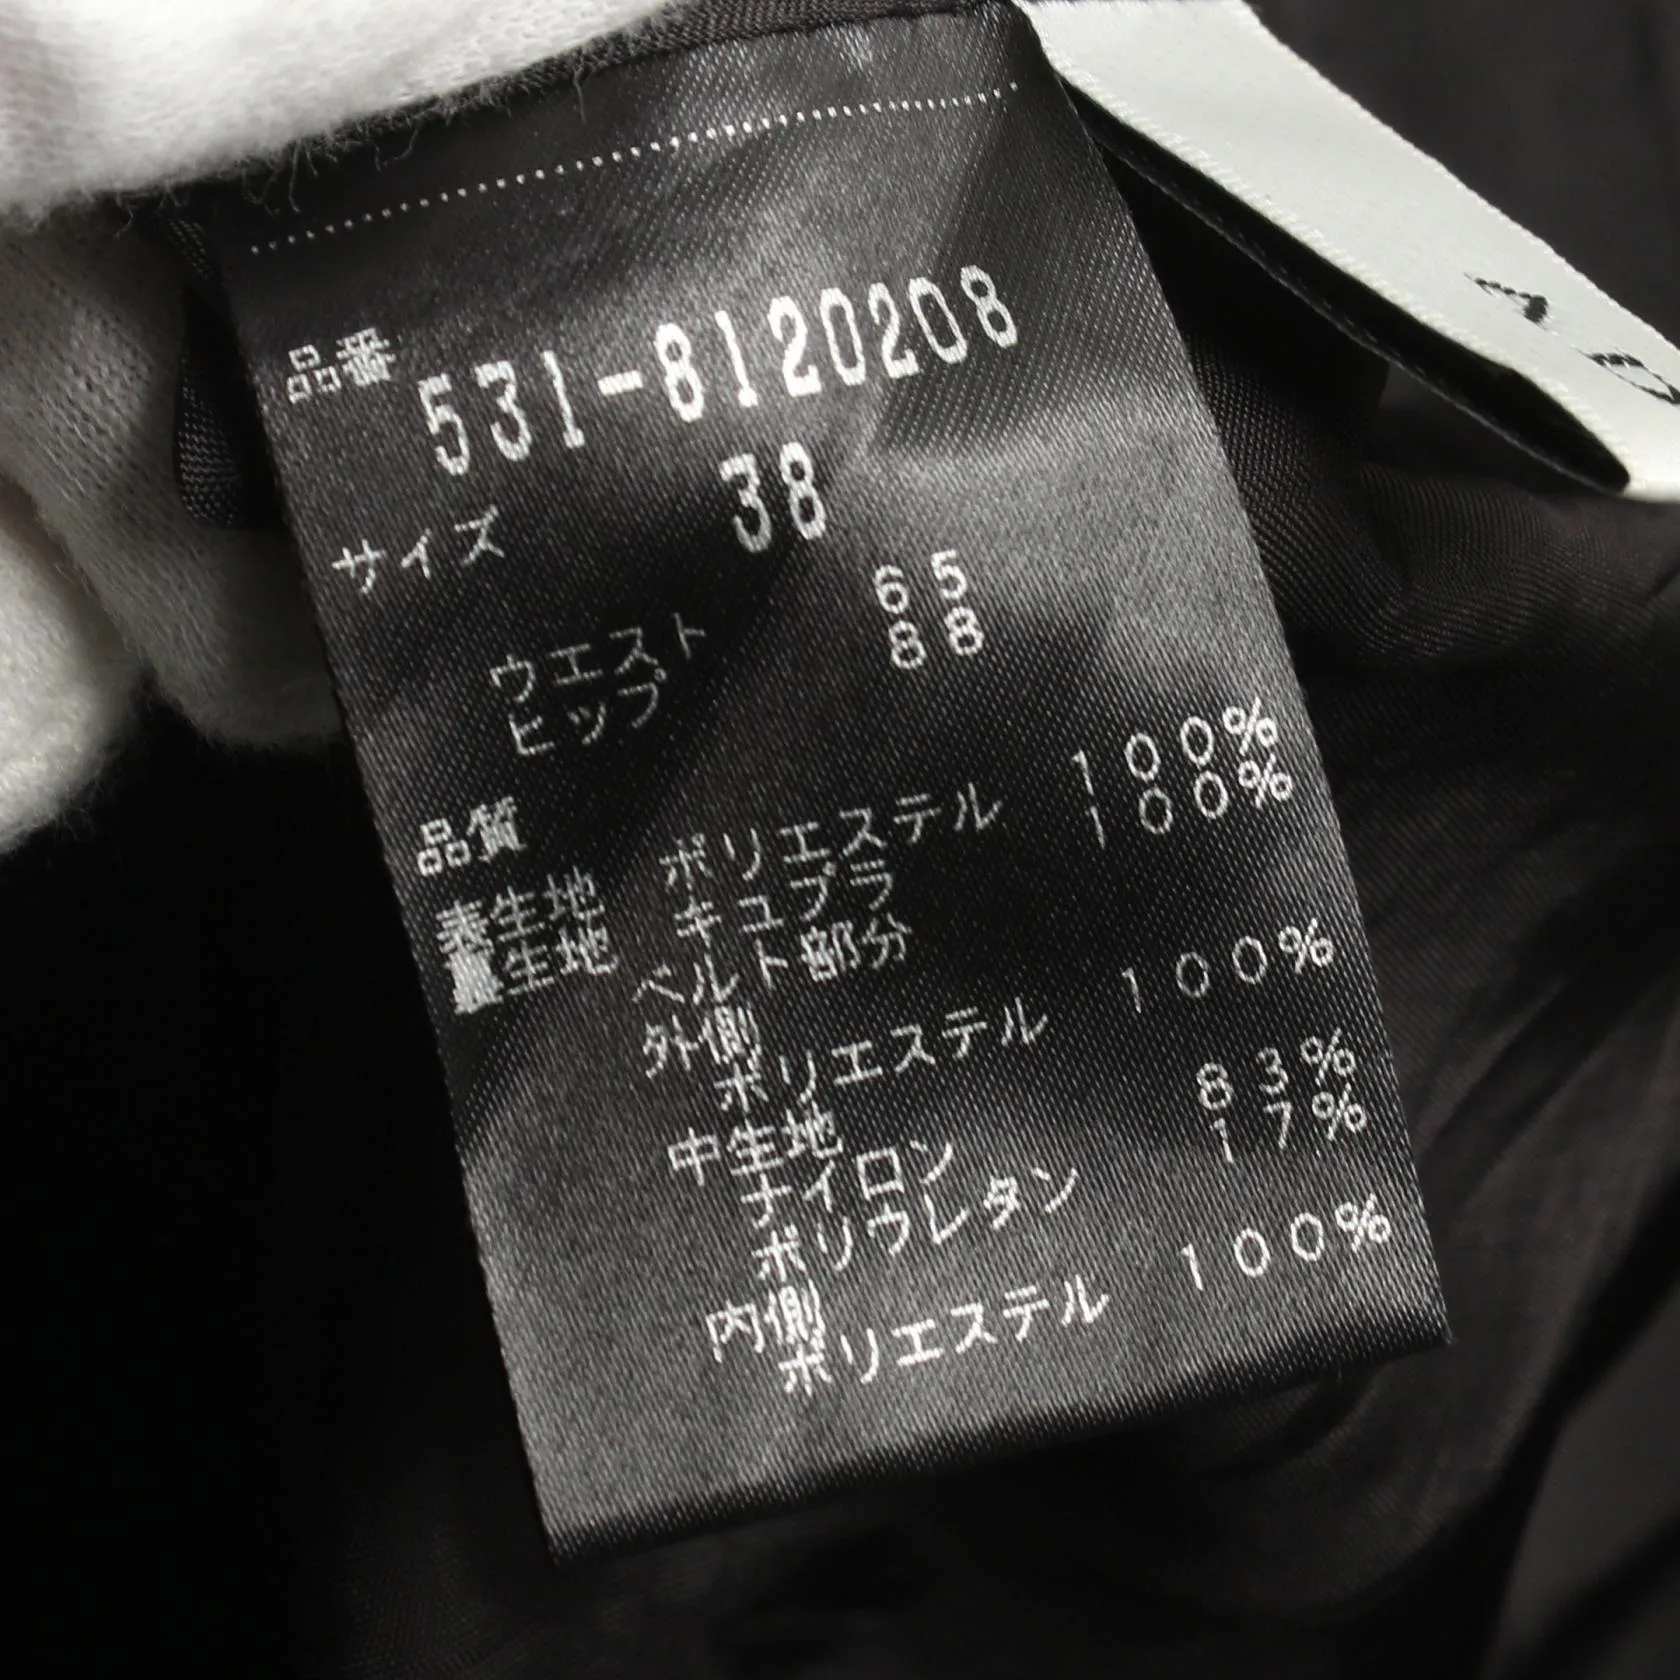 品番 531-8120208
サイズ 38
ウエスト 65
ヒップ 88
品質
表生地 ポリエステル 100%
裏生地 キュプラ 100%
ベルト部分
外側
ポリエステル 100%
中生地
ナイロン 83%
ポリウレタン 17%
内側
ポリエステル 100%